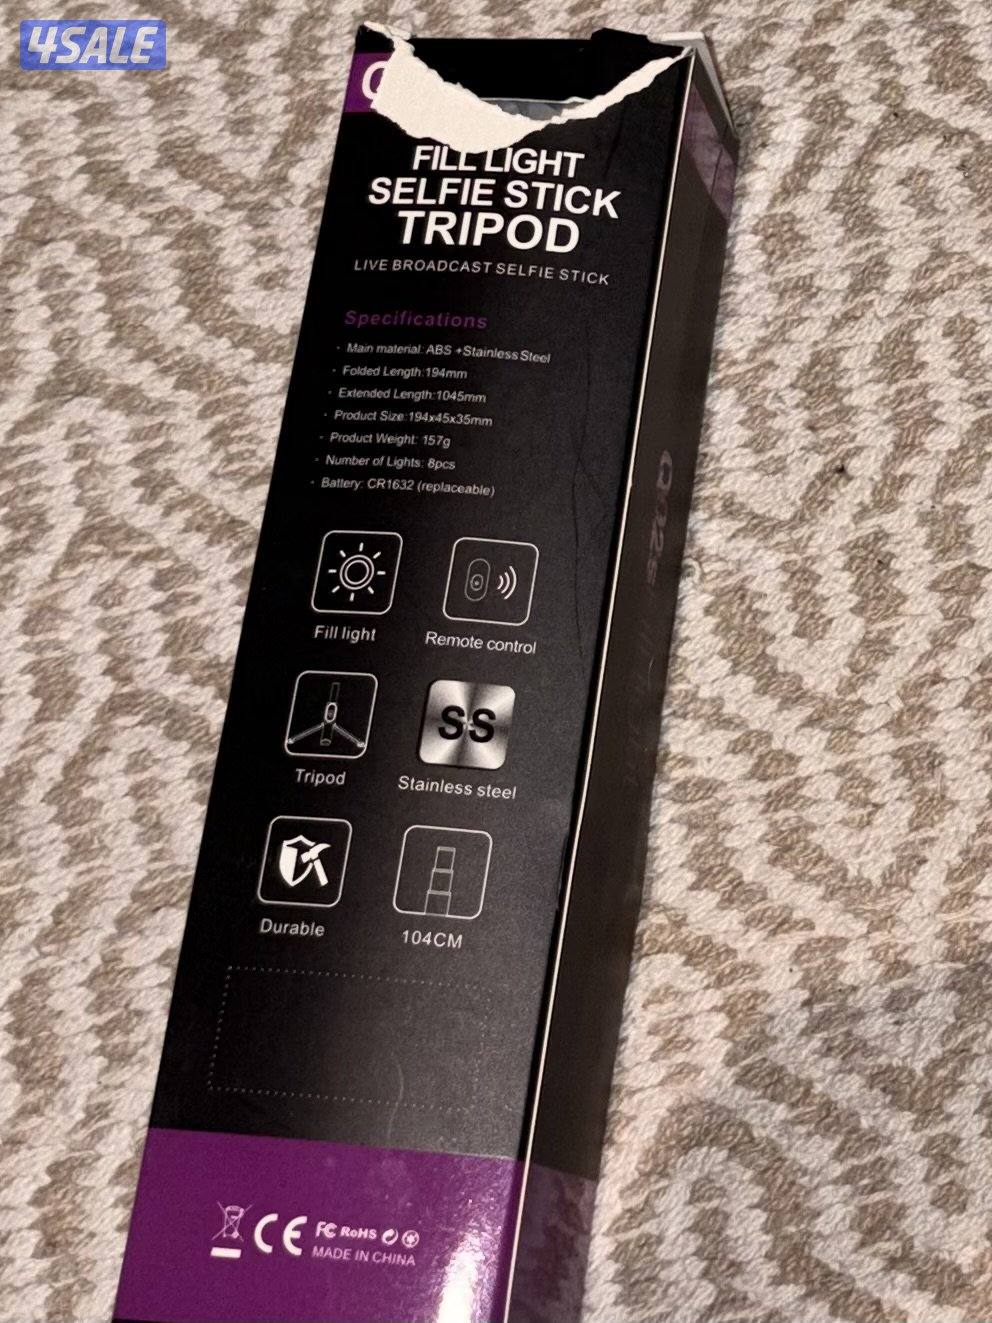 4SALE
Q
FILL LIGHT
SELFIE STICK
TRIPOD
LIVE BROADCAST SELFIE STICK
Specifications
· Main material: ABS +Stainless Steel
· Folded Length:194mm
· Extended Length:1045mm
· Product Size:194x45x35mm
· Product Weight: 157g
· Number of Lights: 8pcs
· Battery: CR1632 (replaceable)
Fill light
Remote control
SS
Tripod
Stainless steel
Durable
104CM
CE FC RoHS
MADE IN CHINA